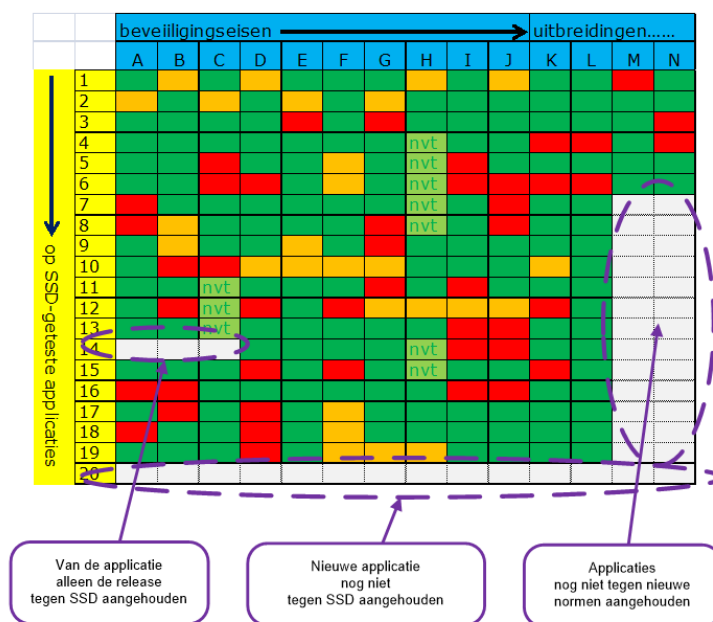 beveiligingseisen uitbreidingen......
A B C D E F G H I J K L M N
op SSD-geteste applicaties
1
2
3
4 nvt
5 nvt
6 nvt
7 nvt
8 nvt
9
10
11 nvt
12 nvt
13 nvt
14 nvt
15 nvt
16
17
18
19
20
Van de applicatie
alleen de release
tegen SSD aangehouden
Nieuwe applicatie
nog niet
tegen SSD aangehouden
Applicaties
nog niet tegen nieuwe
normen aangehouden